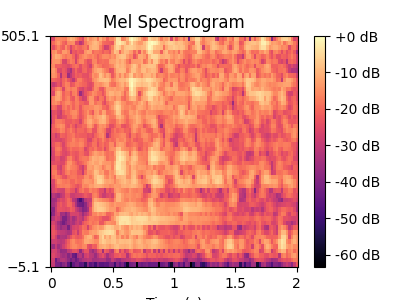 Mel Spectrogram
505.1
−5.1
0
0.5
1
1.5
2
+0 dB
-10 dB
-20 dB
-30 dB
-40 dB
-50 dB
-60 dB